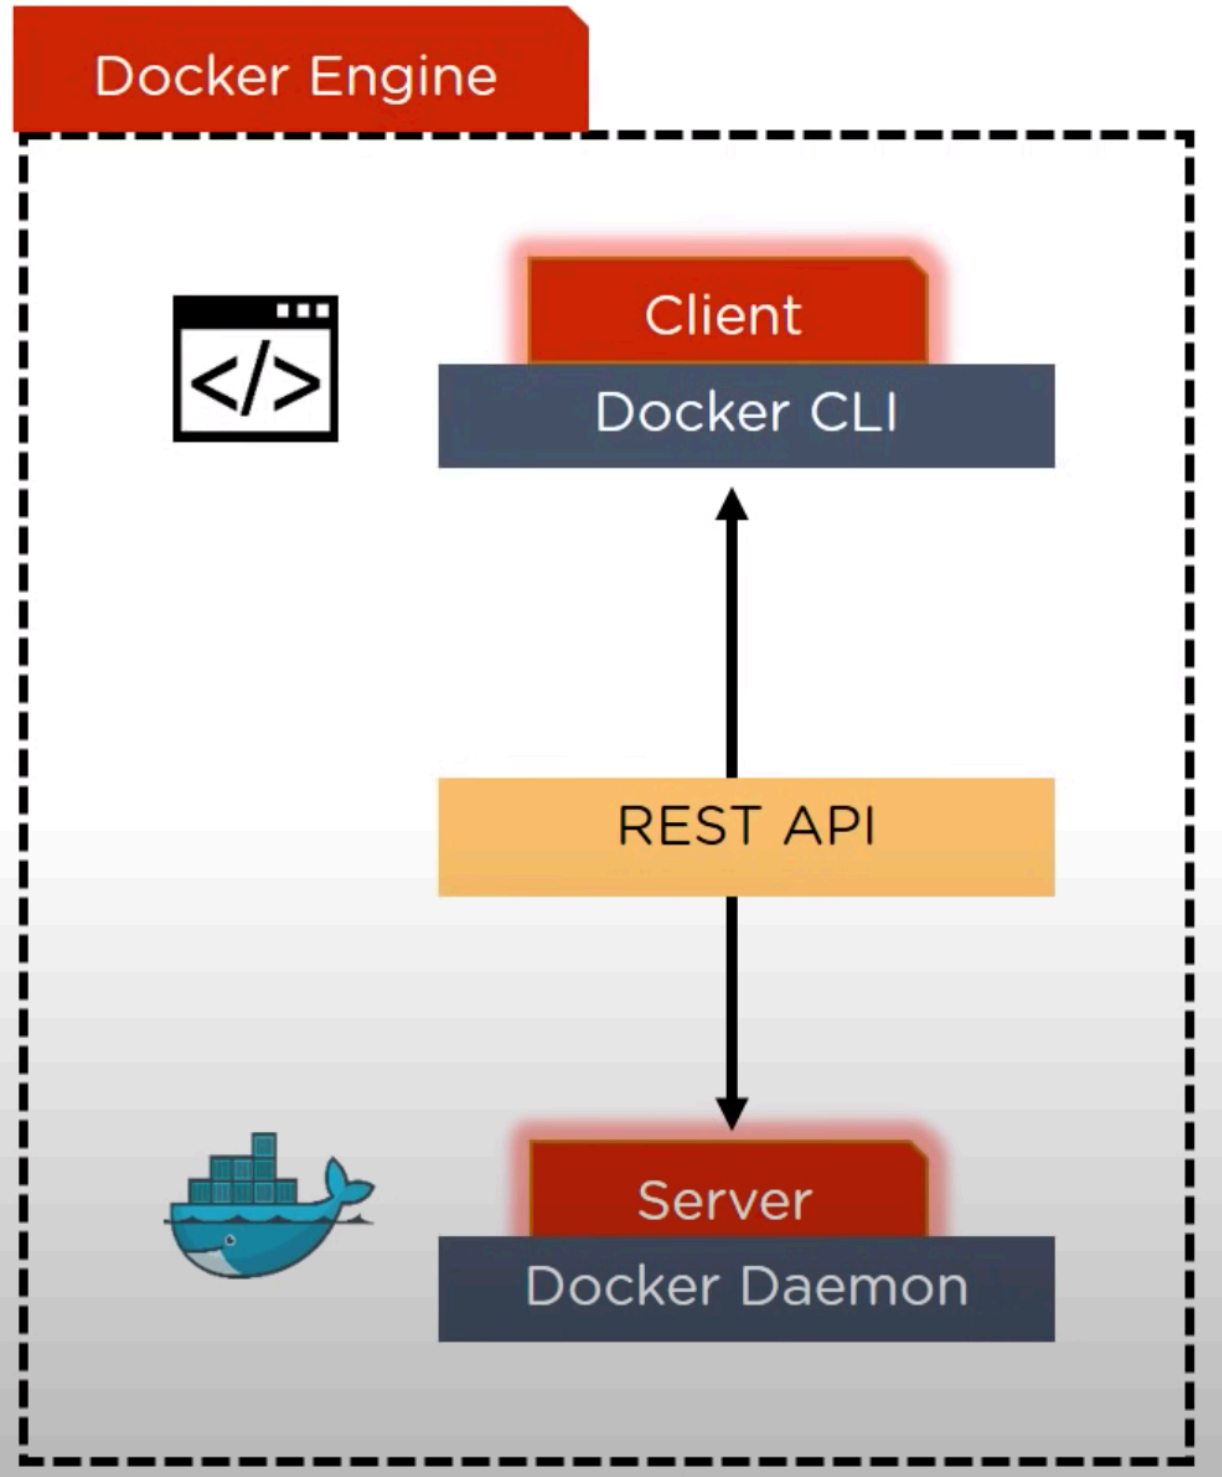 Docker Engine
Client
Docker CLI
REST API
Server
Docker Daemon